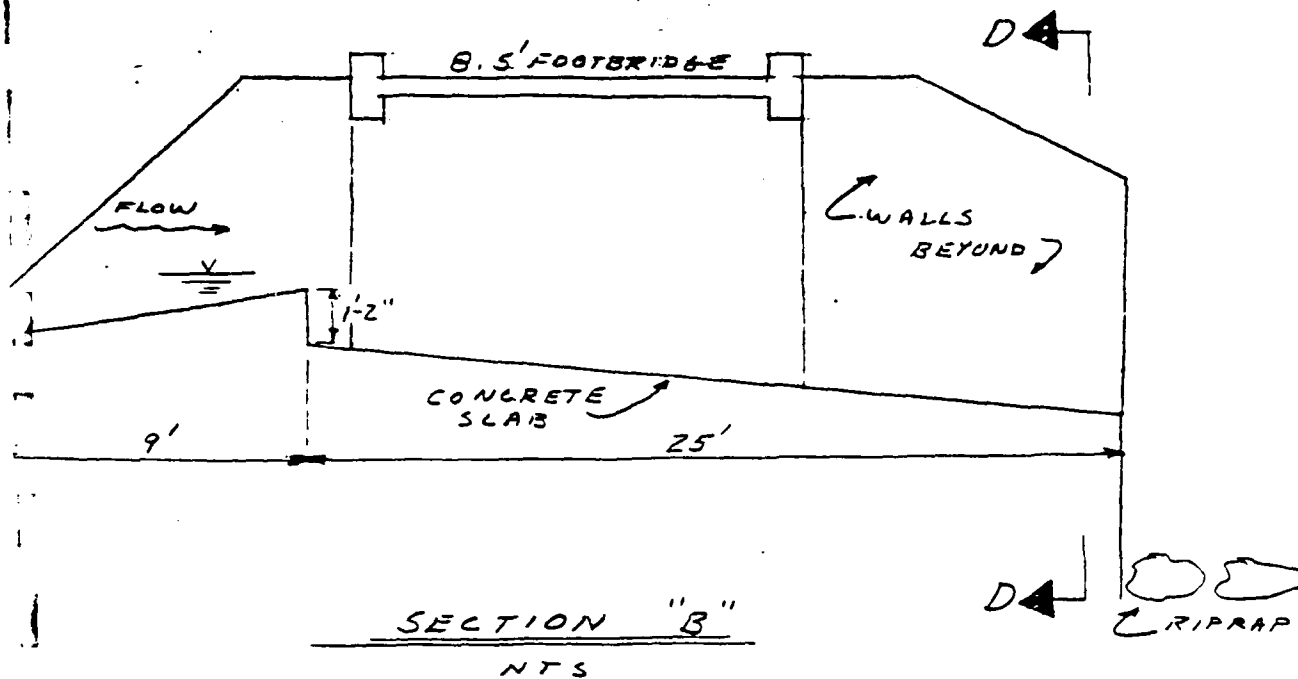 D
8.5' FOOTBRIDGE
FLOW
WALLS
BEYOND
1'-2"
CONCRETE
SLAB
9'
25'
D
RIPRAP
SECTION "B"
NTS